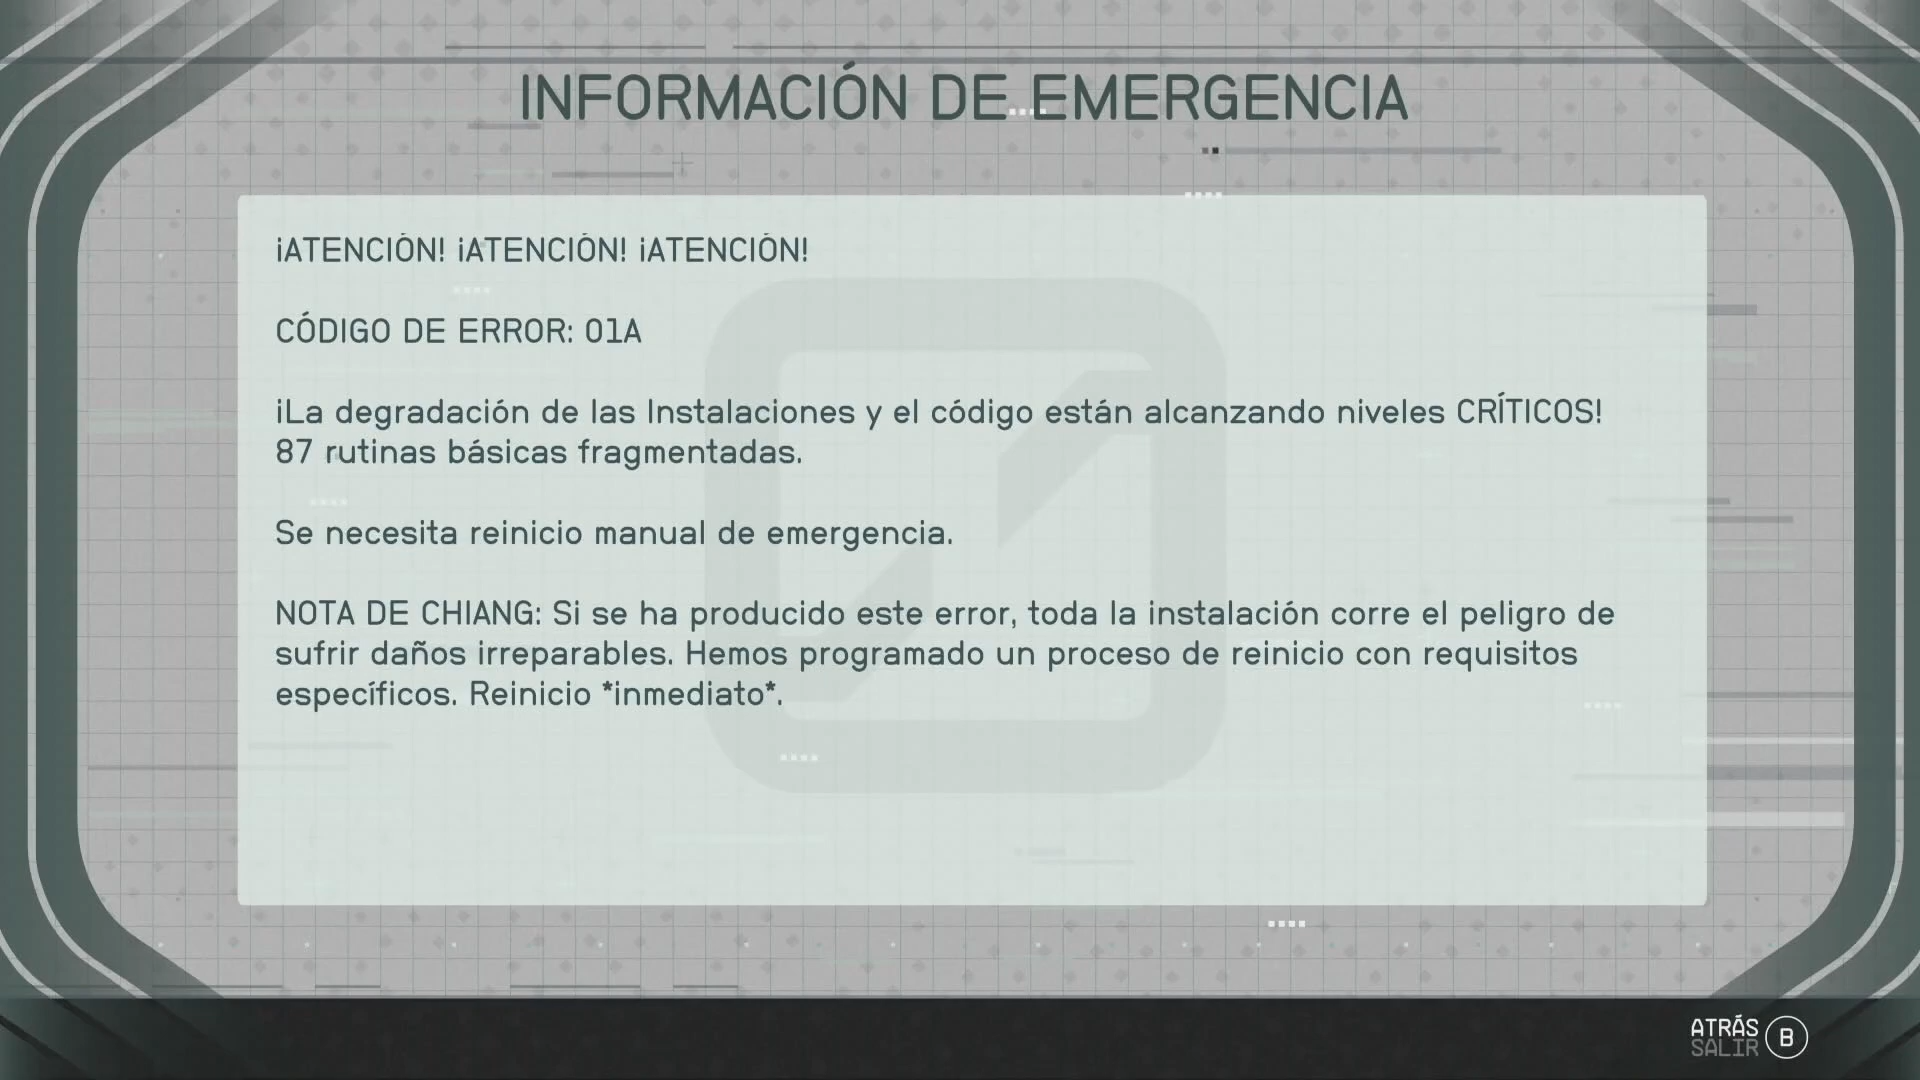 INFORMACIÓN DE EMERGENCIA
¡ATENCIÓN! ¡ATENCIÓN! ¡ATENCIÓN!
CÓDIGO DE ERROR: 01A
¡La degradación de las Instalaciones y el código están alcanzando niveles CRÍTICOS!
87 rutinas básicas fragmentadas.
Se necesita reinicio manual de emergencia.
NOTA DE CHIANG: Si se ha producido este error, toda la instalación corre el peligro de
sufrir daños irreparables. Hemos programado un proceso de reinicio con requisitos
específicos. Reinicio *inmediato*.
ATRÁS
SALIR
B